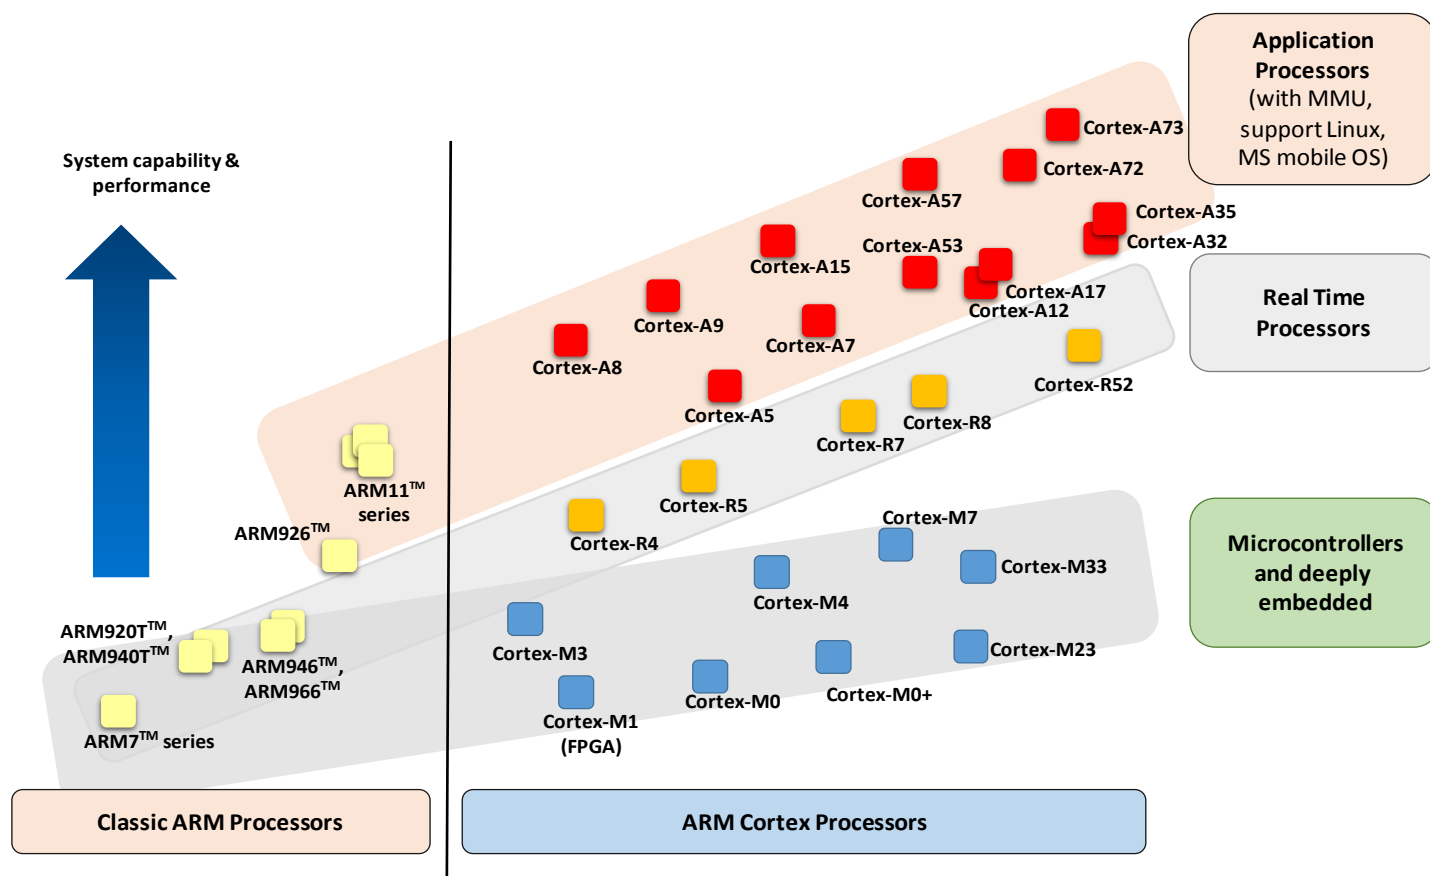 Application
Processors
(with MMU,
support Linux,
MS mobile OS)
System capability &
performance
Cortex-A73
Cortex-A72
Cortex-A57
Cortex-A35
Cortex-A32
Cortex-A53
Cortex-A15
Cortex-A17
Cortex-A12
Cortex-A9
Cortex-A7
Cortex-A8
Cortex-A5
Real Time
Processors
Cortex-R52
Cortex-R8
Cortex-R7
Cortex-R5
Cortex-R4
ARM11™
series
ARM926™
Microcontrollers
and deeply
embedded
Cortex-M7
Cortex-M33
Cortex-M4
Cortex-M3
Cortex-M23
Cortex-M0+
Cortex-M0
Cortex-M1
(FPGA)
ARM920T™,
ARM940T™
ARM946™,
ARM966™
ARM7™ series
Classic ARM Processors
ARM Cortex Processors